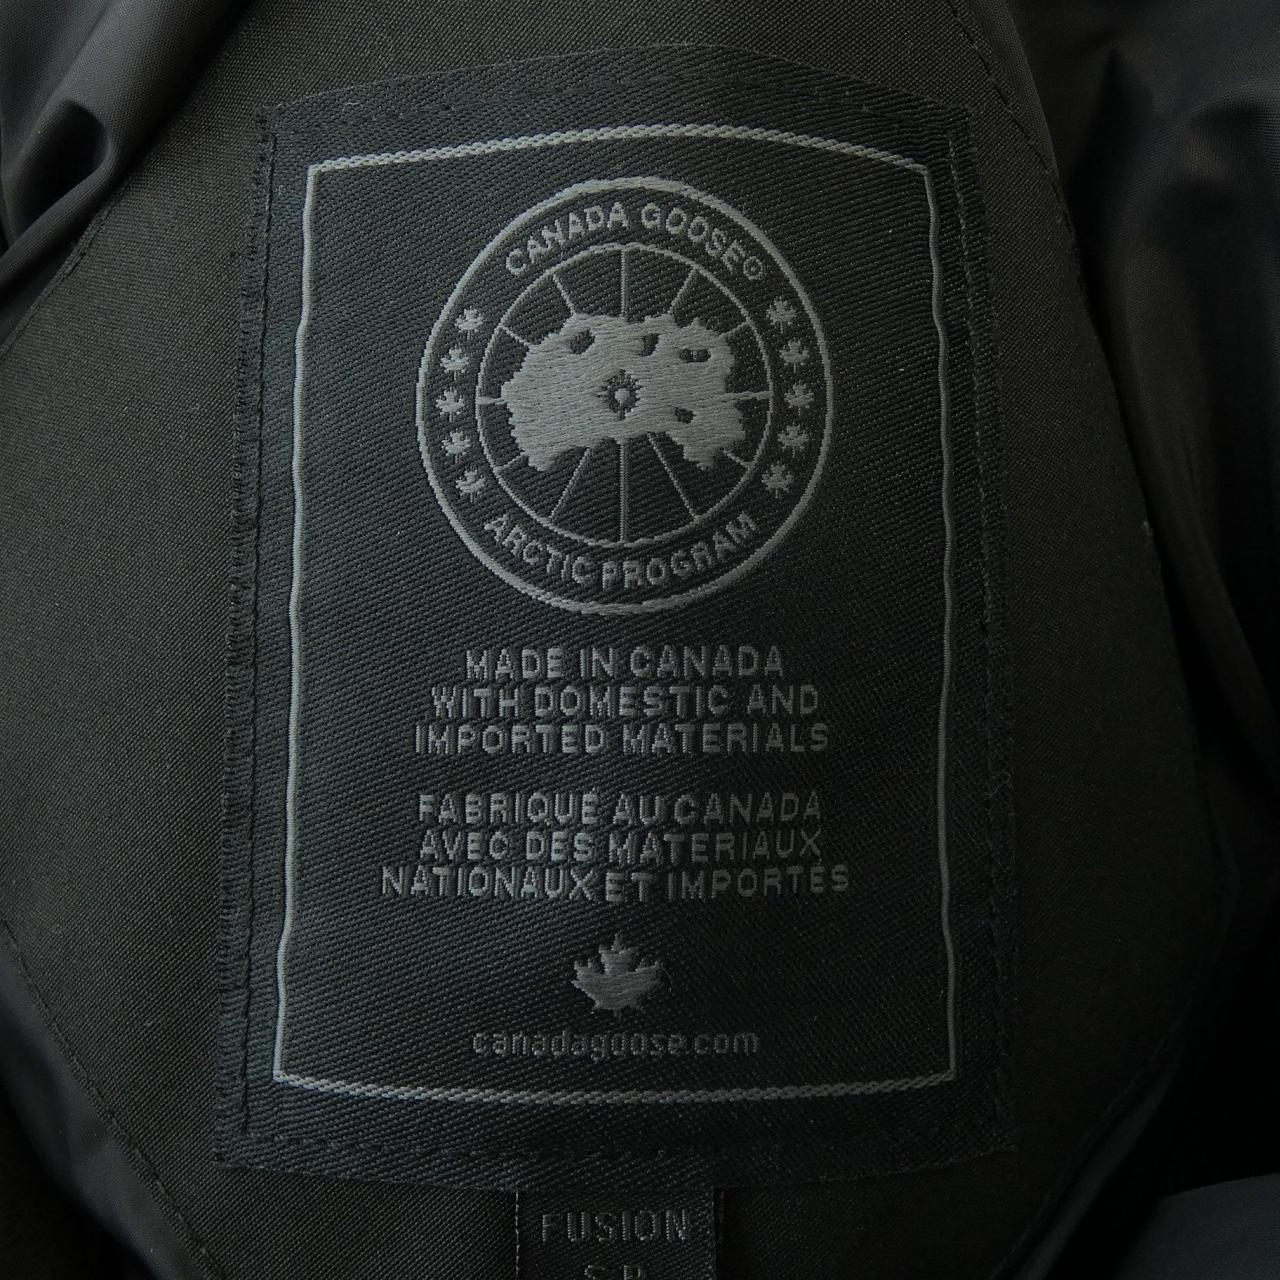 CANADA GOOSE©
ARCTIC PROGRAM
MADE IN CANADA
WITH DOMESTIC AND
IMPORTED MATERIALS
FABRIQUÉ AU CANADA
AVEC DES MATERIAUX
NATIONAUX ET IMPORTÉS
canadagoose.com
FUSION